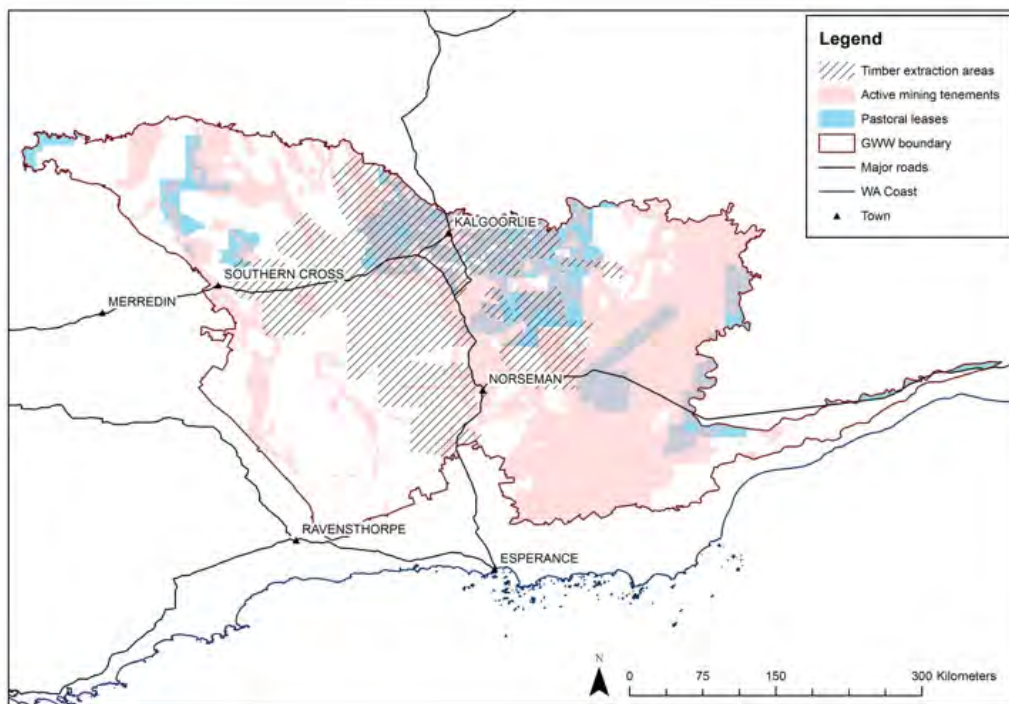 Legend
Timber extraction areas
Active mining tenements
Pastoral leases
GWW boundary
Major roads
WA Coast
Town
KALGOORLIE
SOUTHERN CROSS
MERREDIN
NORSEMAN
RAVENSTHORPE
ESPERANCE
N
0 75 150 300 Kilometers